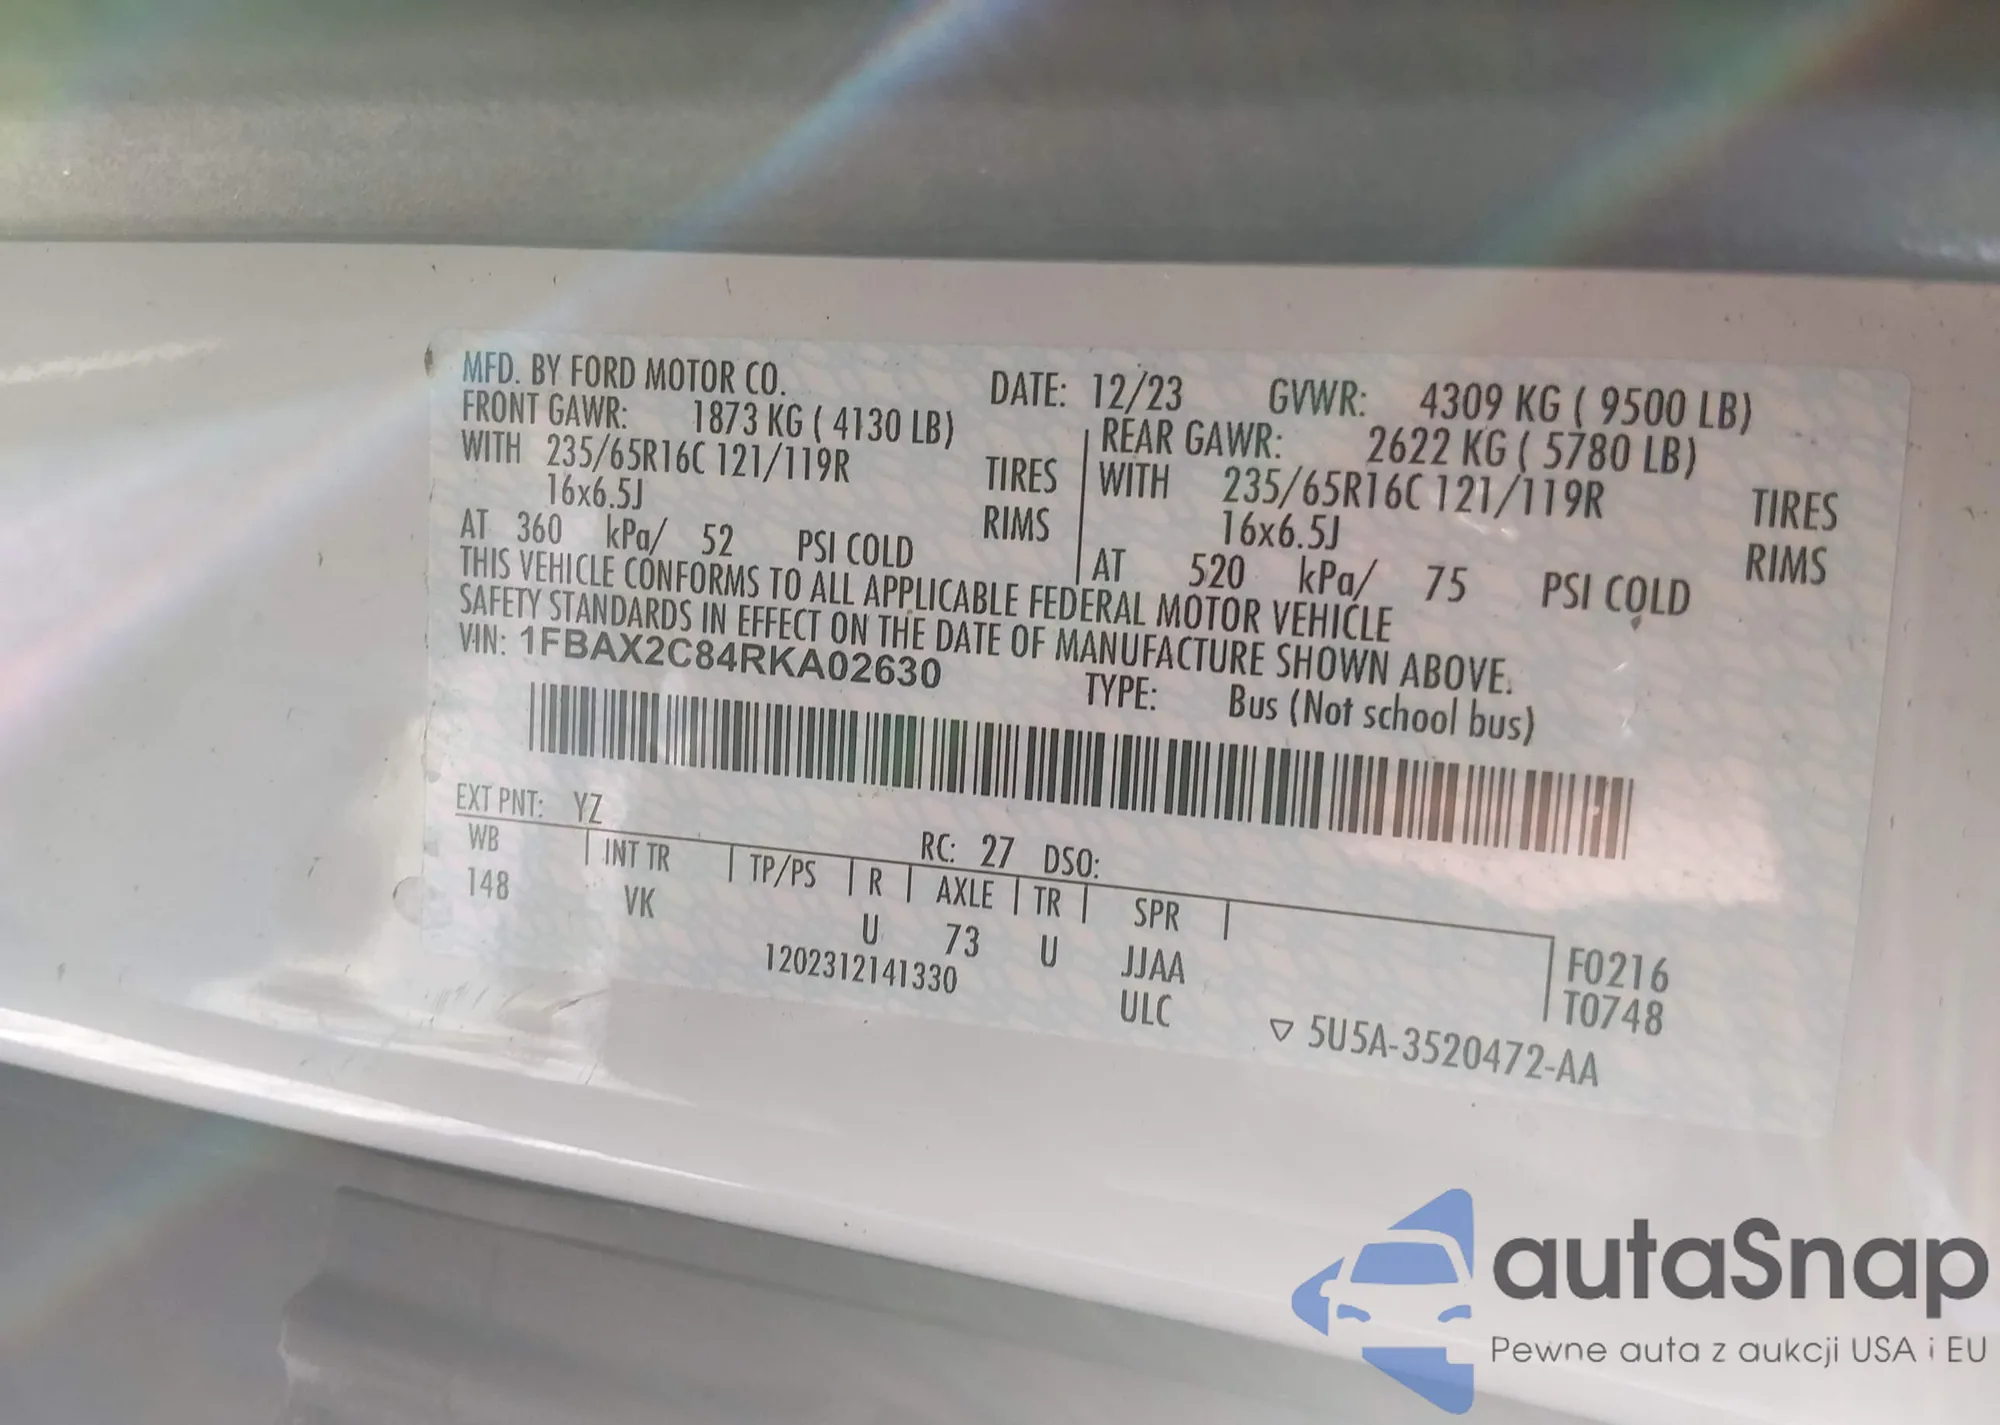 MFD. BY FORD MOTOR CO. DATE: 12/23 GVWR: 4309 KG ( 9500 LB)
FRONT GAWR: 1873 KG ( 4130 LB) REAR GAWR: 2622 KG ( 5780 LB)
WITH 235/65R16C 121/119R TIRES WITH 235/65R16C 121/119R TIRES
16x6.5J RIMS 16x6.5J RIMS
AT 360 kPa/ 52 PSI COLD AT 520 kPa/ 75 PSI COLD
THIS VEHICLE CONFORMS TO ALL APPLICABLE FEDERAL MOTOR VEHICLE
SAFETY STANDARDS IN EFFECT ON THE DATE OF MANUFACTURE SHOWN ABOVE.
VIN: 1FBAX2C84RKA02630 TYPE: Bus (Not school bus)
EXT PNT: YZ RC: 27 DSO:
WB INT TR TP/PS R AXLE TR SPR
148 VK U 73 U JJAA F0216
1202312141330 ULC T0748
▽ 5U5A-3520472-AA
autaSnap
Pewne auta z aukcji USA i EU